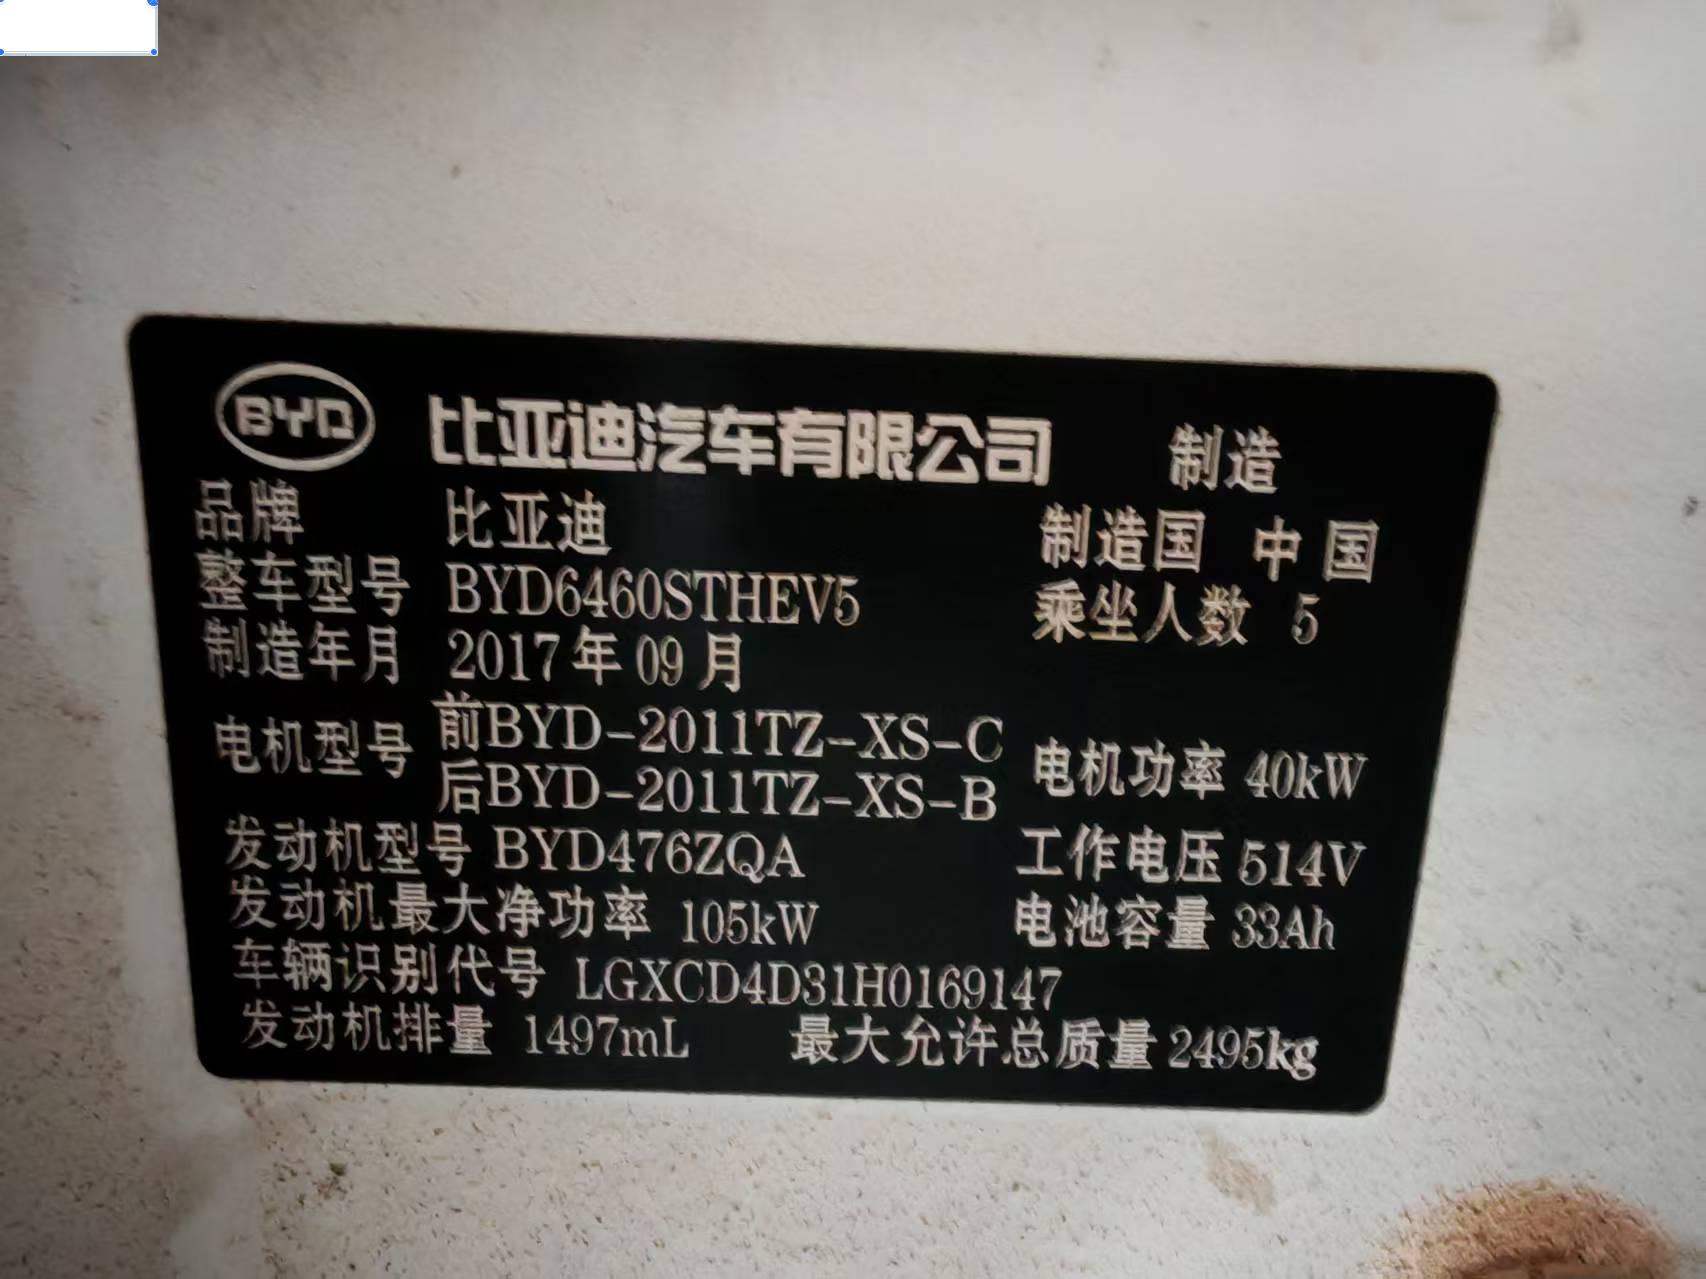 BYD 比亚迪汽车有限公司 制造
品牌 比亚迪 制造国 中国
整车型号 BYD6460STHEV5 乘坐人数 5
制造年月 2017年09月
电机型号 前BYD-2011TZ-XS-C
后BYD-2011TZ-XS-B 电机功率 40kW
发动机型号 BYD476ZQA 工作电压 514V
发动机最大净功率 105kW 电池容量 33Ah
车辆识别代号 LGXCD4D31H0169147
发动机排量 1497mL 最大允许总质量 2495kg